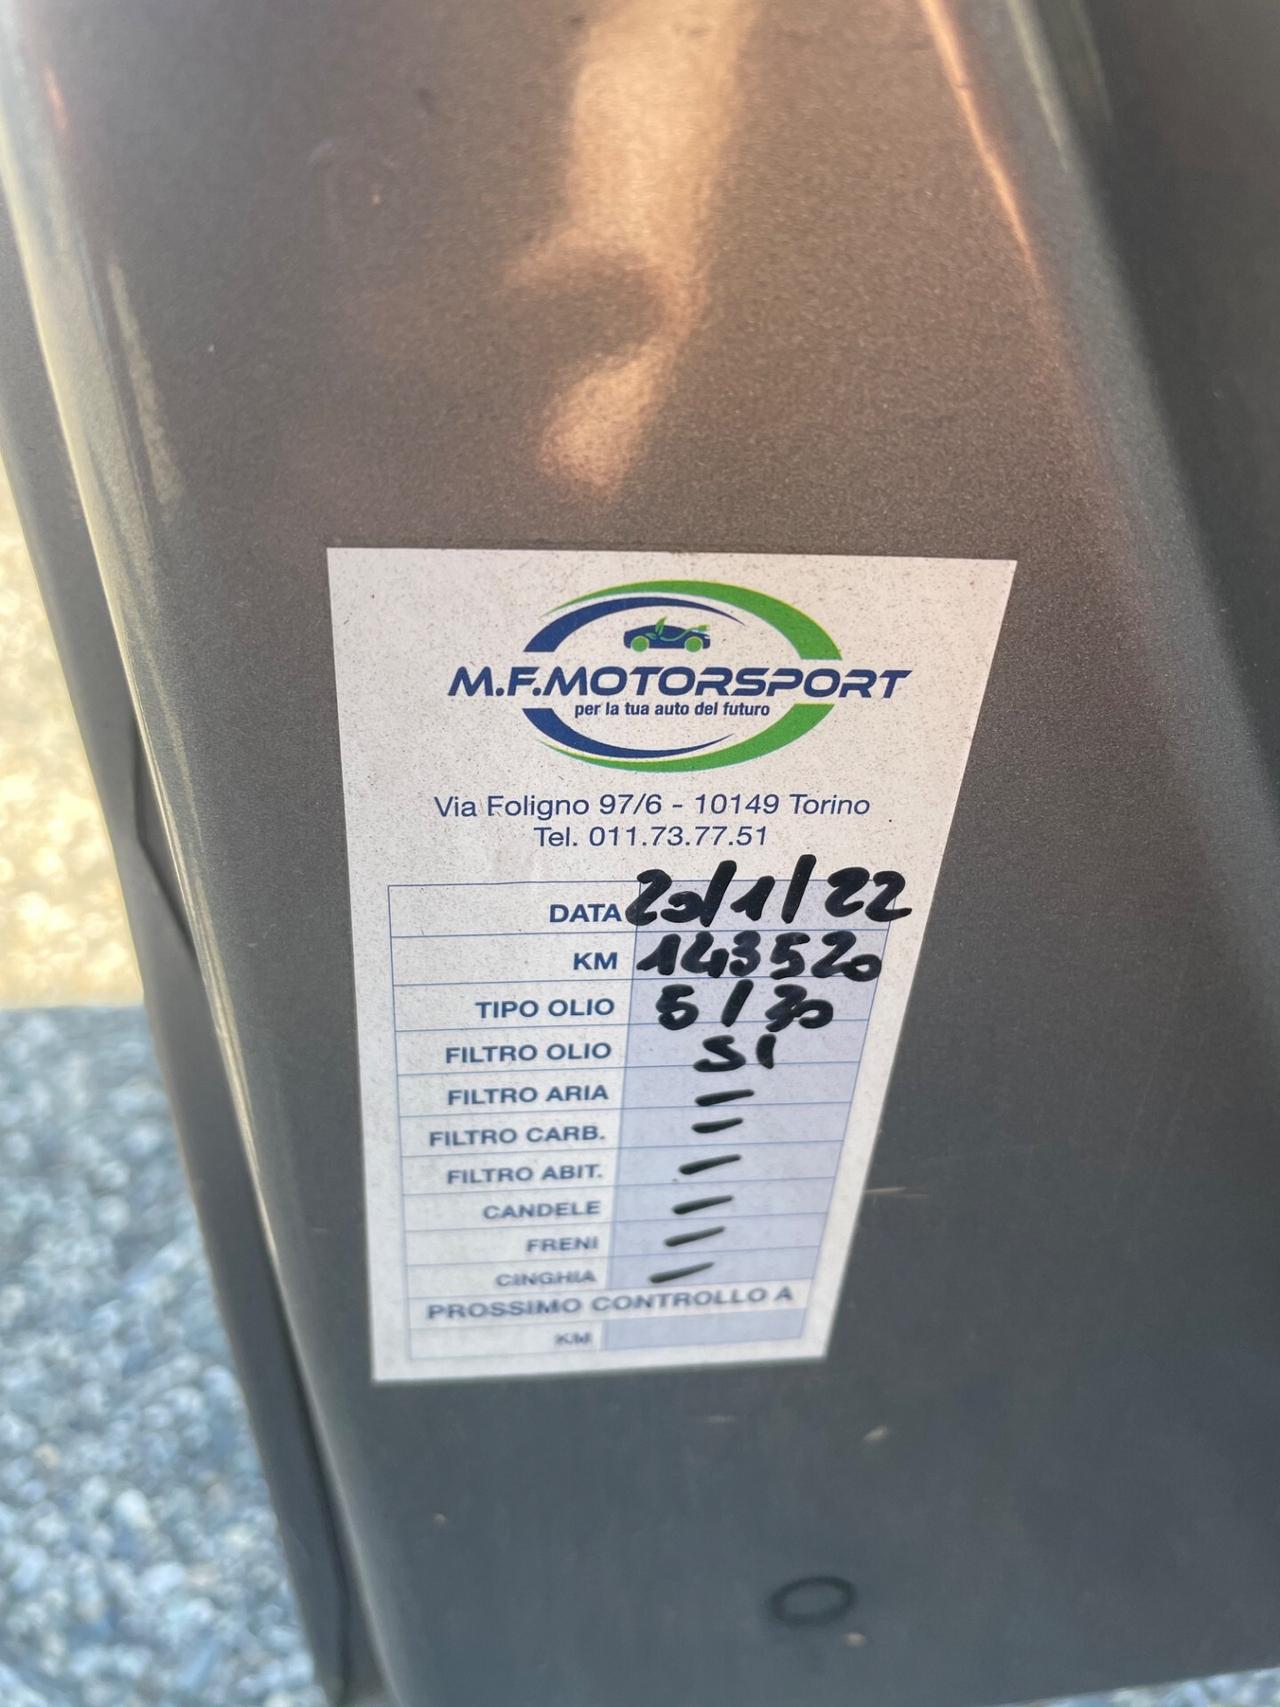 M.F.MOTORSPORT
per la tua auto del futuro
Via Foligno 97/6 - 10149 Torino
Tel. 011.73.77.51
DATA 20/1/22
KM 143520
TIPO OLIO 5/30
FILTRO OLIO SI
FILTRO ARIA —
FILTRO CARB. —
FILTRO ABIT. —
CANDELE —
FRENI —
CINGHIA —
PROSSIMO CONTROLLO A
KM